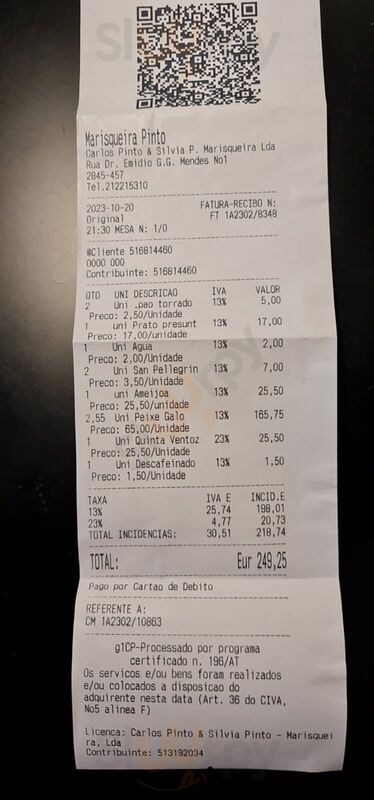 Marisqueira Pinto
Carlos Pinto & Silvia P. Marisqueira Lda
Rua Dr. Emidio G.G. Mendes No1
2845-457
Tel.212215310
2023-10-20 FATURA-RECIBO N:
Original FT 1A2302/8348
21:30 MESA N: 1/0
@Cliente 516814460
0000 000
Contribuinte: 516814460
QTD UNI DESCRICAO IVA VALOR
2 Uni .pao torrado 13% 5,00
Preco: 2,50/Unidade
1 uni Prato presunt 13% 17,00
Preco: 17,00/unidade
1 Uni Agua 13% 2,00
Preco: 2,00/Unidade
2 Uni San Pellegrin 13% 7,00
Preco: 3,50/Unidade
1 uni Ameijoa 13% 25,50
Preco: 25,50/unidade
2,55 Uni Peixe Galo 13% 165,75
Preco: 65,00/Unidade
1 Uni Quinta Ventoz 23% 25,50
Preco: 25,50/Unidade
1 Uni Descafeinado 13% 1,50
Preco: 1,50/Unidade
TAXA IVA E INCID.E
13% 25,74 198,01
23% 4,77 20,73
TOTAL INCIDENCIAS: 30,51 218,74
TOTAL: Eur 249,25
Pago por Cartao de Debito
REFERENTE A:
CM 1A2302/10863
g1CP-Processado por programa
certificado n. 196/AT
Os servicos e/ou bens foram realizados
e/ou colocados a disposicao do
adquirente nesta data (Art. 36 do CIVA,
No5 alinea F)
Licenca: Carlos Pinto & Silvia Pinto - Marisquei
ra, Lda
Contribuinte: 513192034